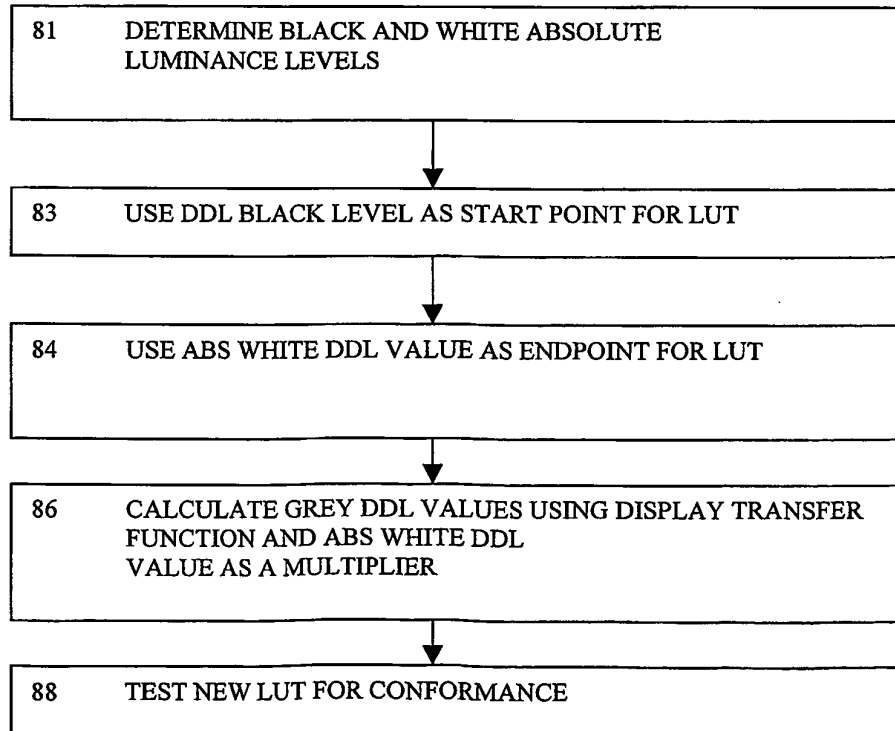 81 DETERMINE BLACK AND WHITE ABSOLUTE
LUMINANCE LEVELS
83 USE DDL BLACK LEVEL AS START POINT FOR LUT
84 USE ABS WHITE DDL VALUE AS ENDPOINT FOR LUT
86 CALCULATE GREY DDL VALUES USING DISPLAY TRANSFER
FUNCTION AND ABS WHITE DDL
VALUE AS A MULTIPLIER
88 TEST NEW LUT FOR CONFORMANCE